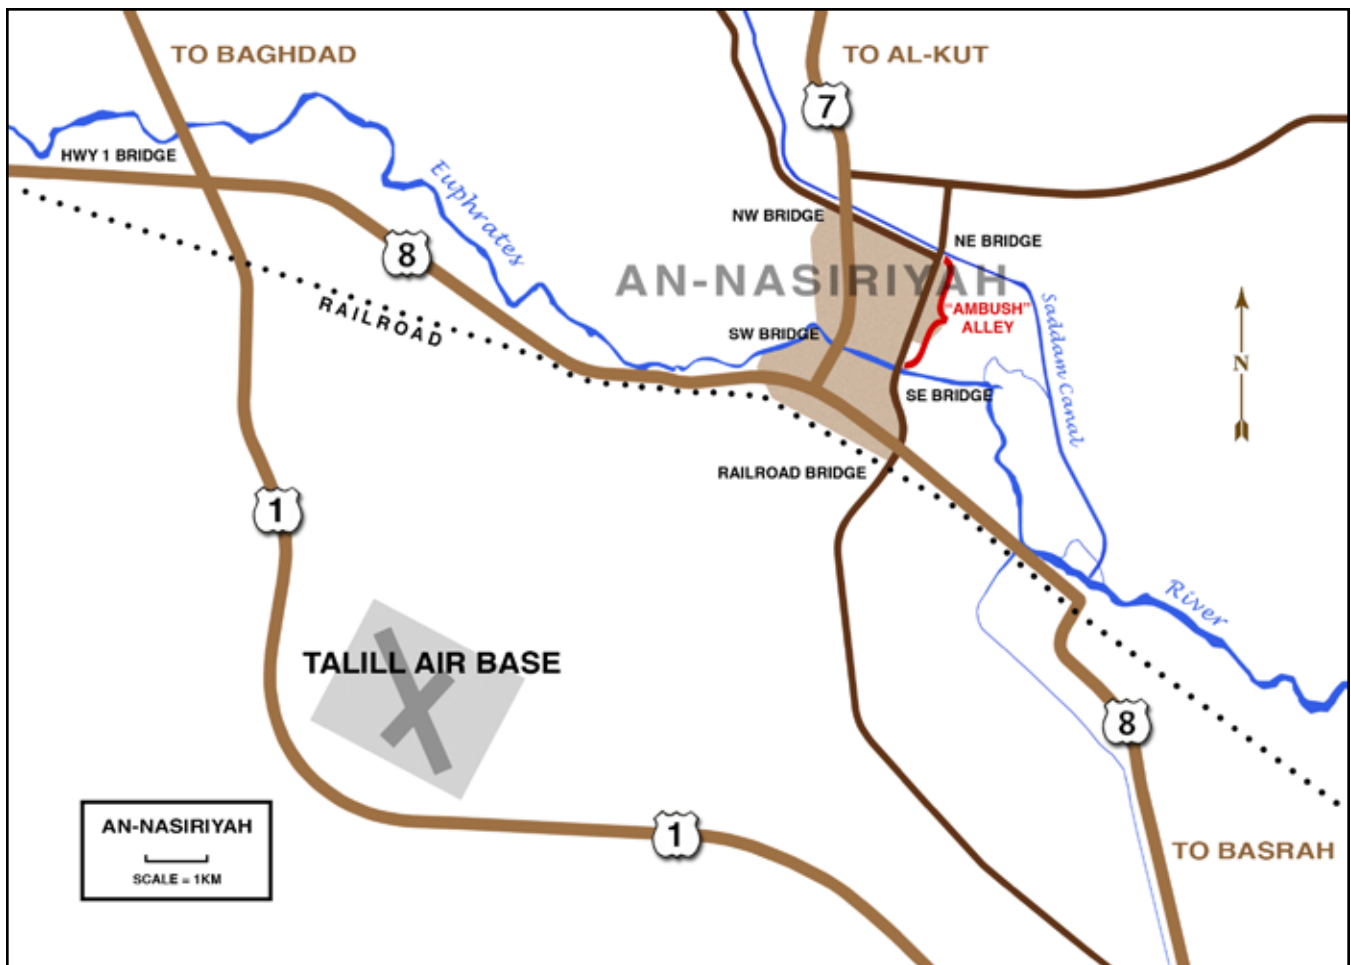 TO BAGHDAD
TO AL-KUT
7
HWY 1 BRIDGE
Euphrates
NW BRIDGE
NE BRIDGE
8
AN-NASIRIYAH
RAILROAD
"AMBUSH"
ALLEY
Saddam Canal
SW BRIDGE
N
SE BRIDGE
RAILROAD BRIDGE
1
River
TALILL AIR BASE
8
AN-NASIRIYAH
SCALE = 1KM
1
TO BASRAH